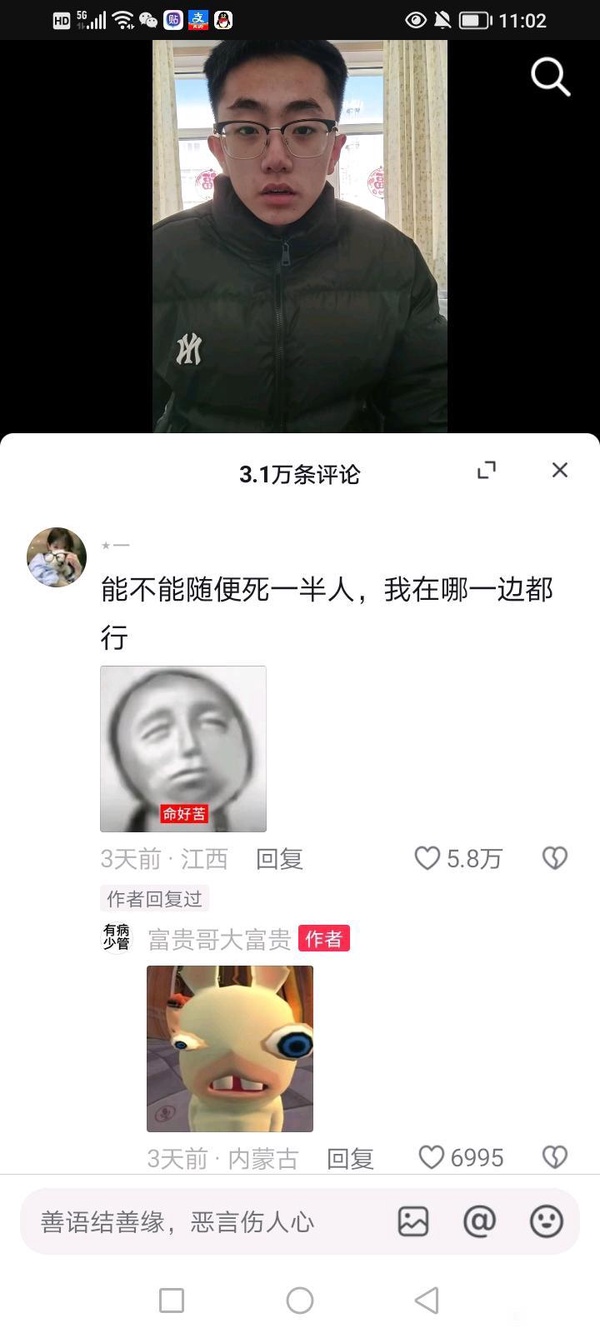 HD 5G 贴 支 11:02
3.1万条评论
⋆一
能不能随便死一半人，我在哪一边都
行
命好苦
3天前 · 江西 回复 5.8万
作者回复过
有病
少管
富贵哥大富贵 作者
3天前 · 内蒙古 回复 6995
善语结善缘，恶言伤人心 @